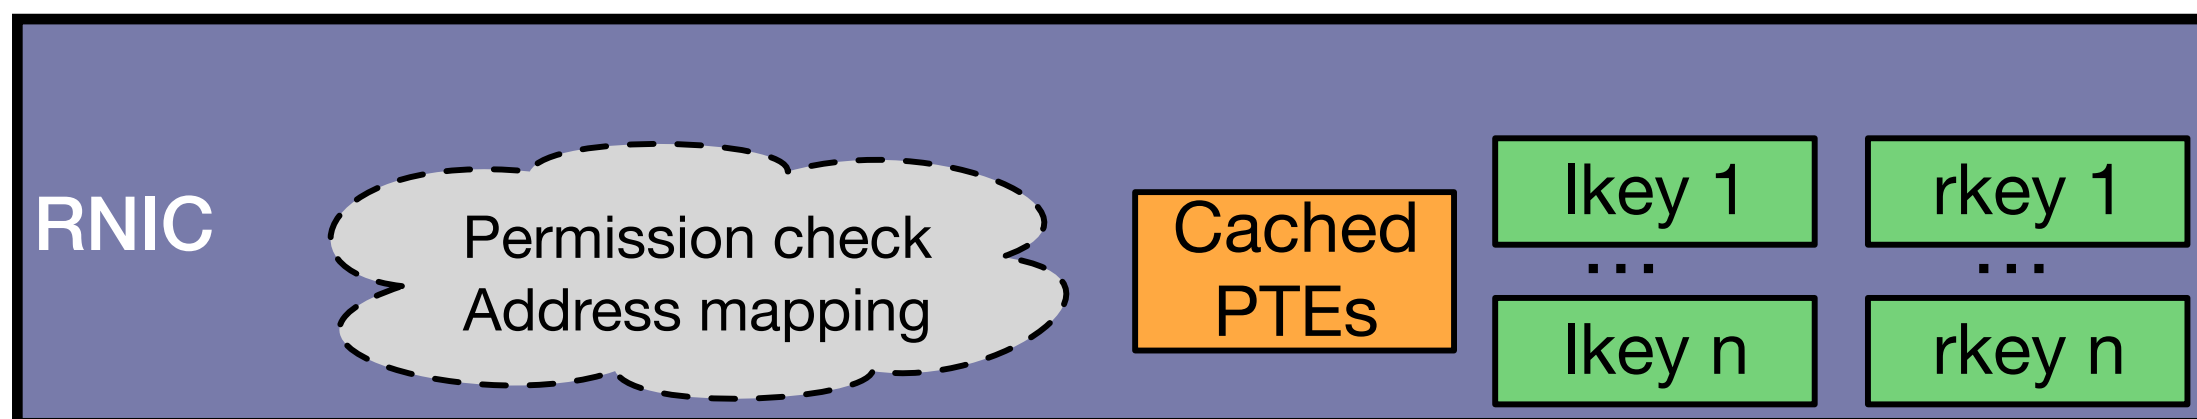 RNIC
Permission check
Address mapping
Cached
PTEs
lkey 1
rkey 1
...
...
lkey n
rkey n